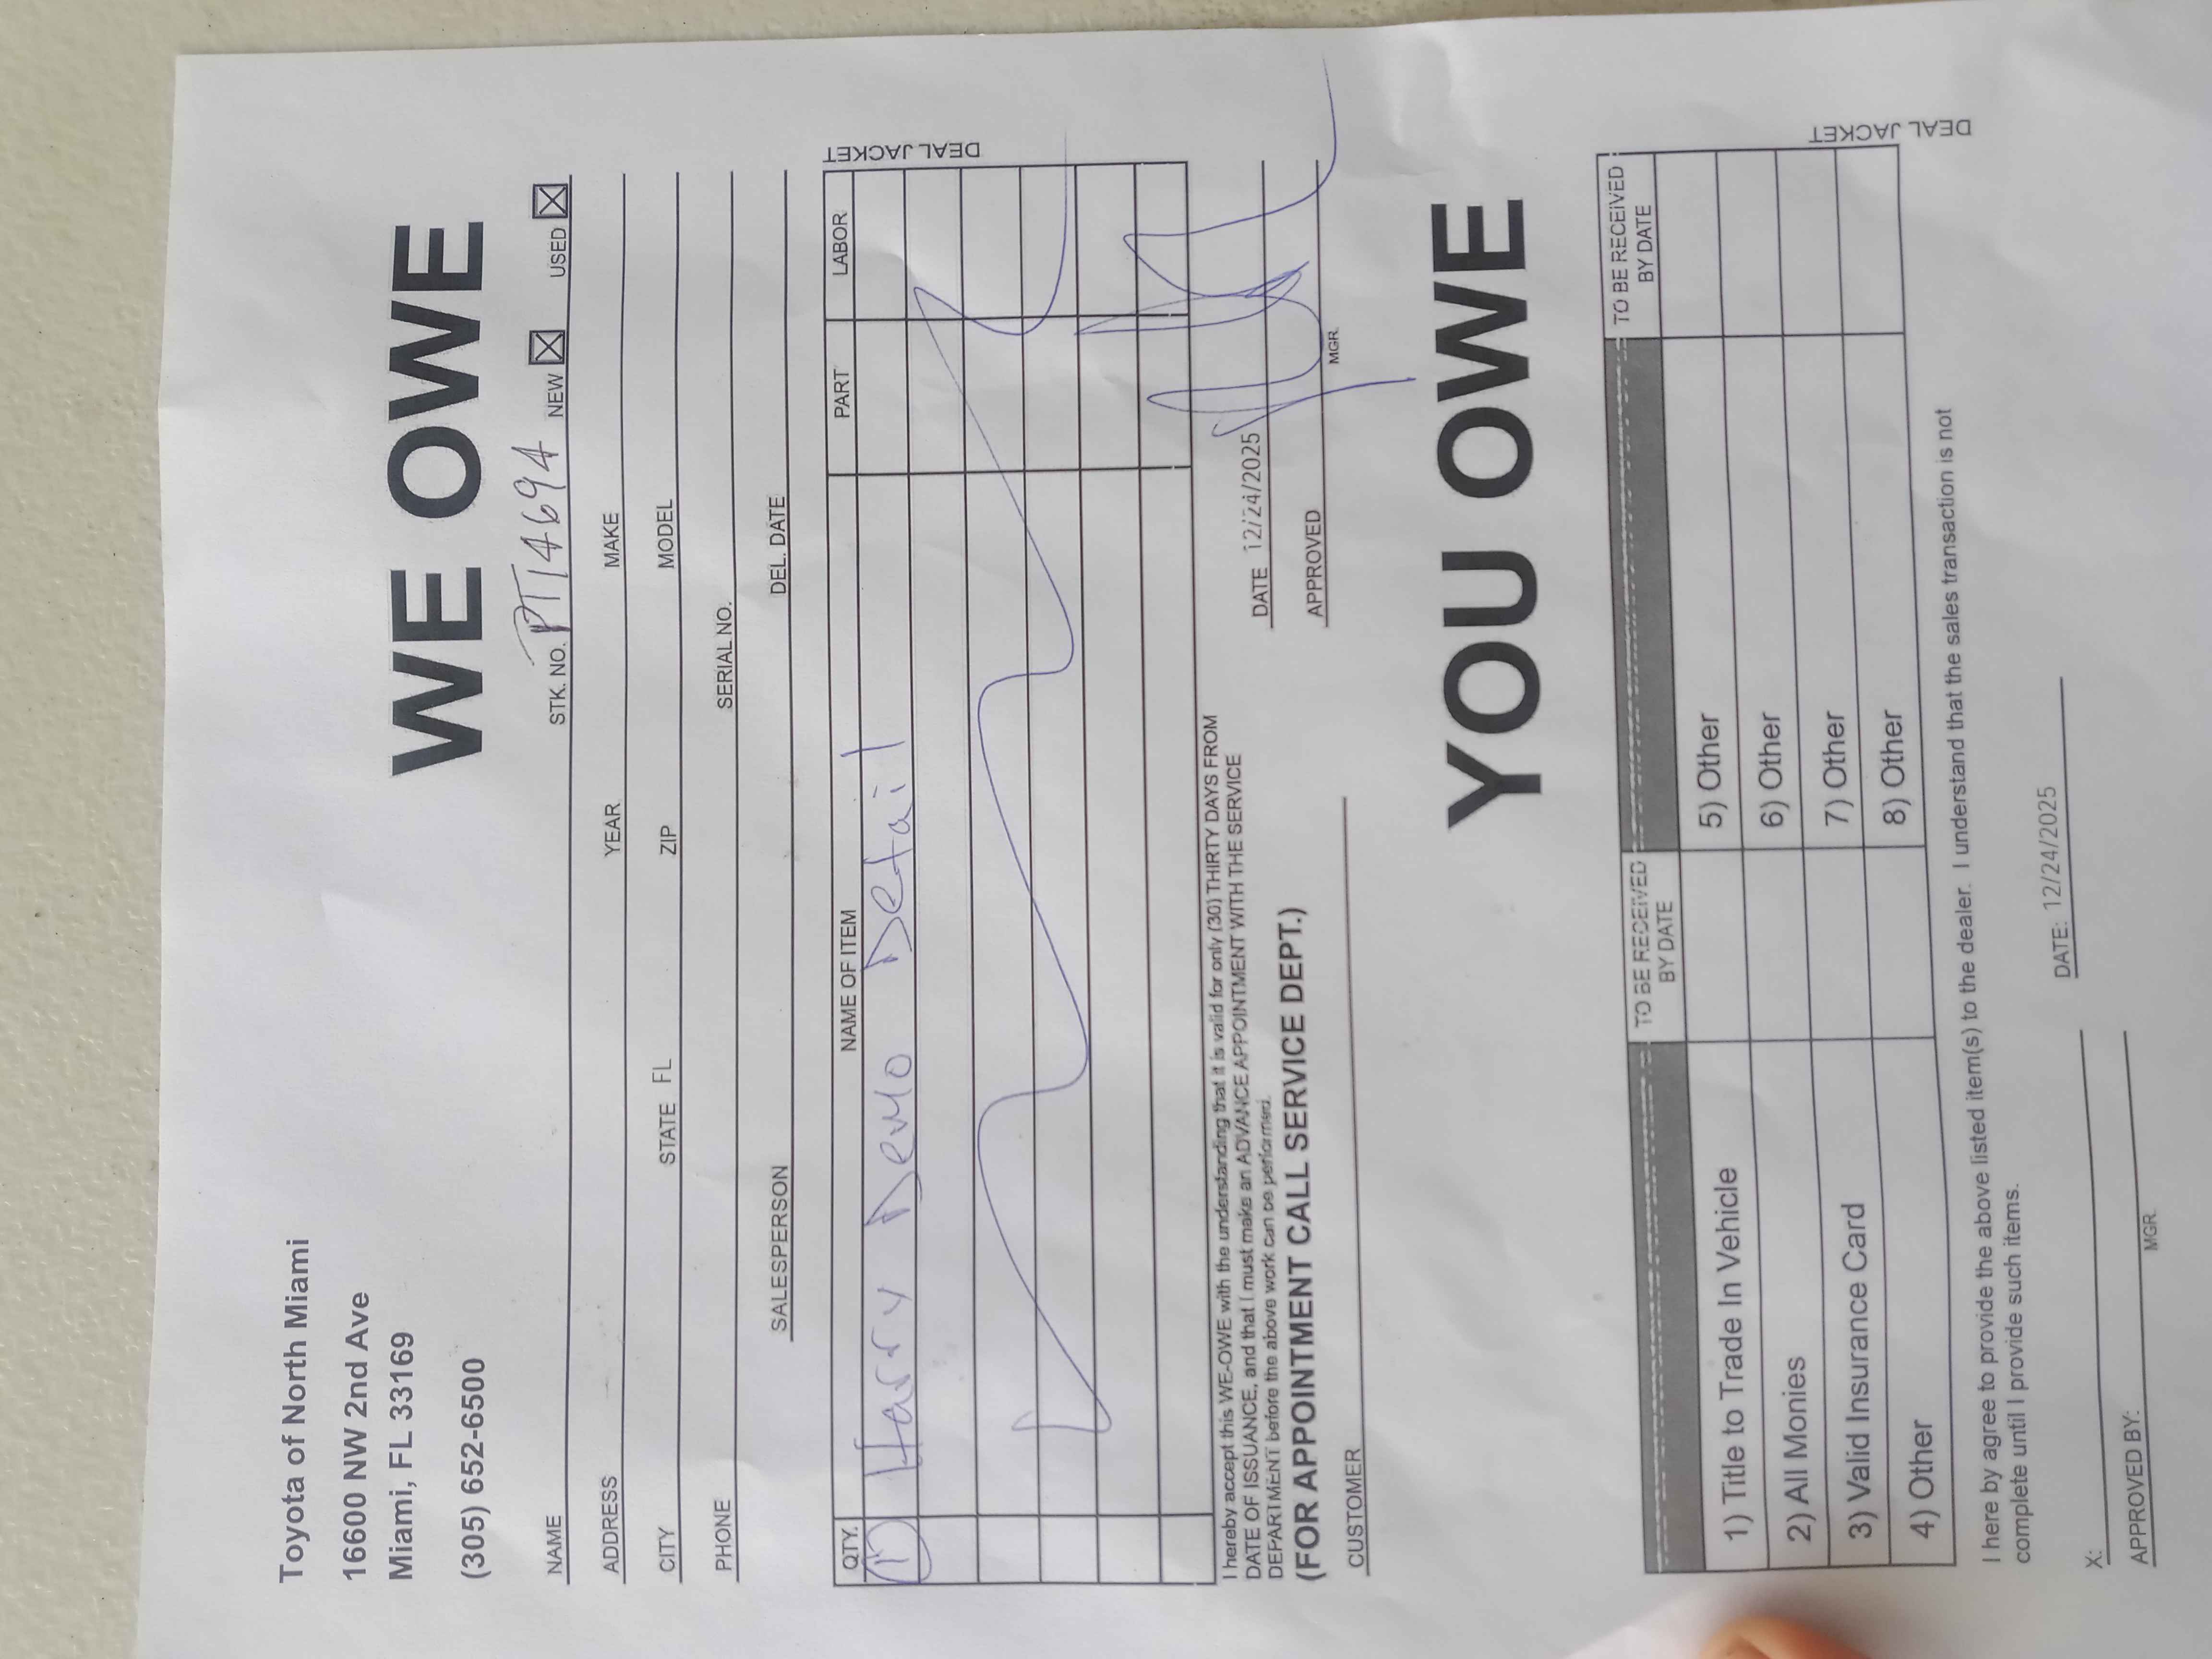 Toyota of North Miami
16600 NW 2nd Ave
Miami, FL 33169
(305) 652-6500
WE OWE
STK. NO. PT14694 NEW ☒ USED ☒
NAME
ADDRESS YEAR MAKE
CITY STATE FL ZIP MODEL
PHONE SERIAL NO.
SALESPERSON DEL. DATE
QTY. NAME OF ITEM PART LABOR
1) Harry Demo Detail
DEAL JACKET
I hereby accept this WE-OWE with the understanding that it is valid for only (30) THIRTY DAYS FROM
DATE OF ISSUANCE, and that I must make an ADVANCE APPOINTMENT WITH THE SERVICE
DEPARTMENT before the above work can be performed.
(FOR APPOINTMENT CALL SERVICE DEPT.)
DATE 12/24/2025
APPROVED
MGR.
CUSTOMER
YOU OWE
TO BE RECEIVED BY DATE TO BE RECEIVED BY DATE
1) Title to Trade In Vehicle 5) Other
2) All Monies 6) Other
3) Valid Insurance Card 7) Other
4) Other 8) Other
DEAL JACKET
I here by agree to provide the above listed item(s) to the dealer. I understand that the sales transaction is not
complete until I provide such items.
X: DATE: 12/24/2025
APPROVED BY:
MGR.